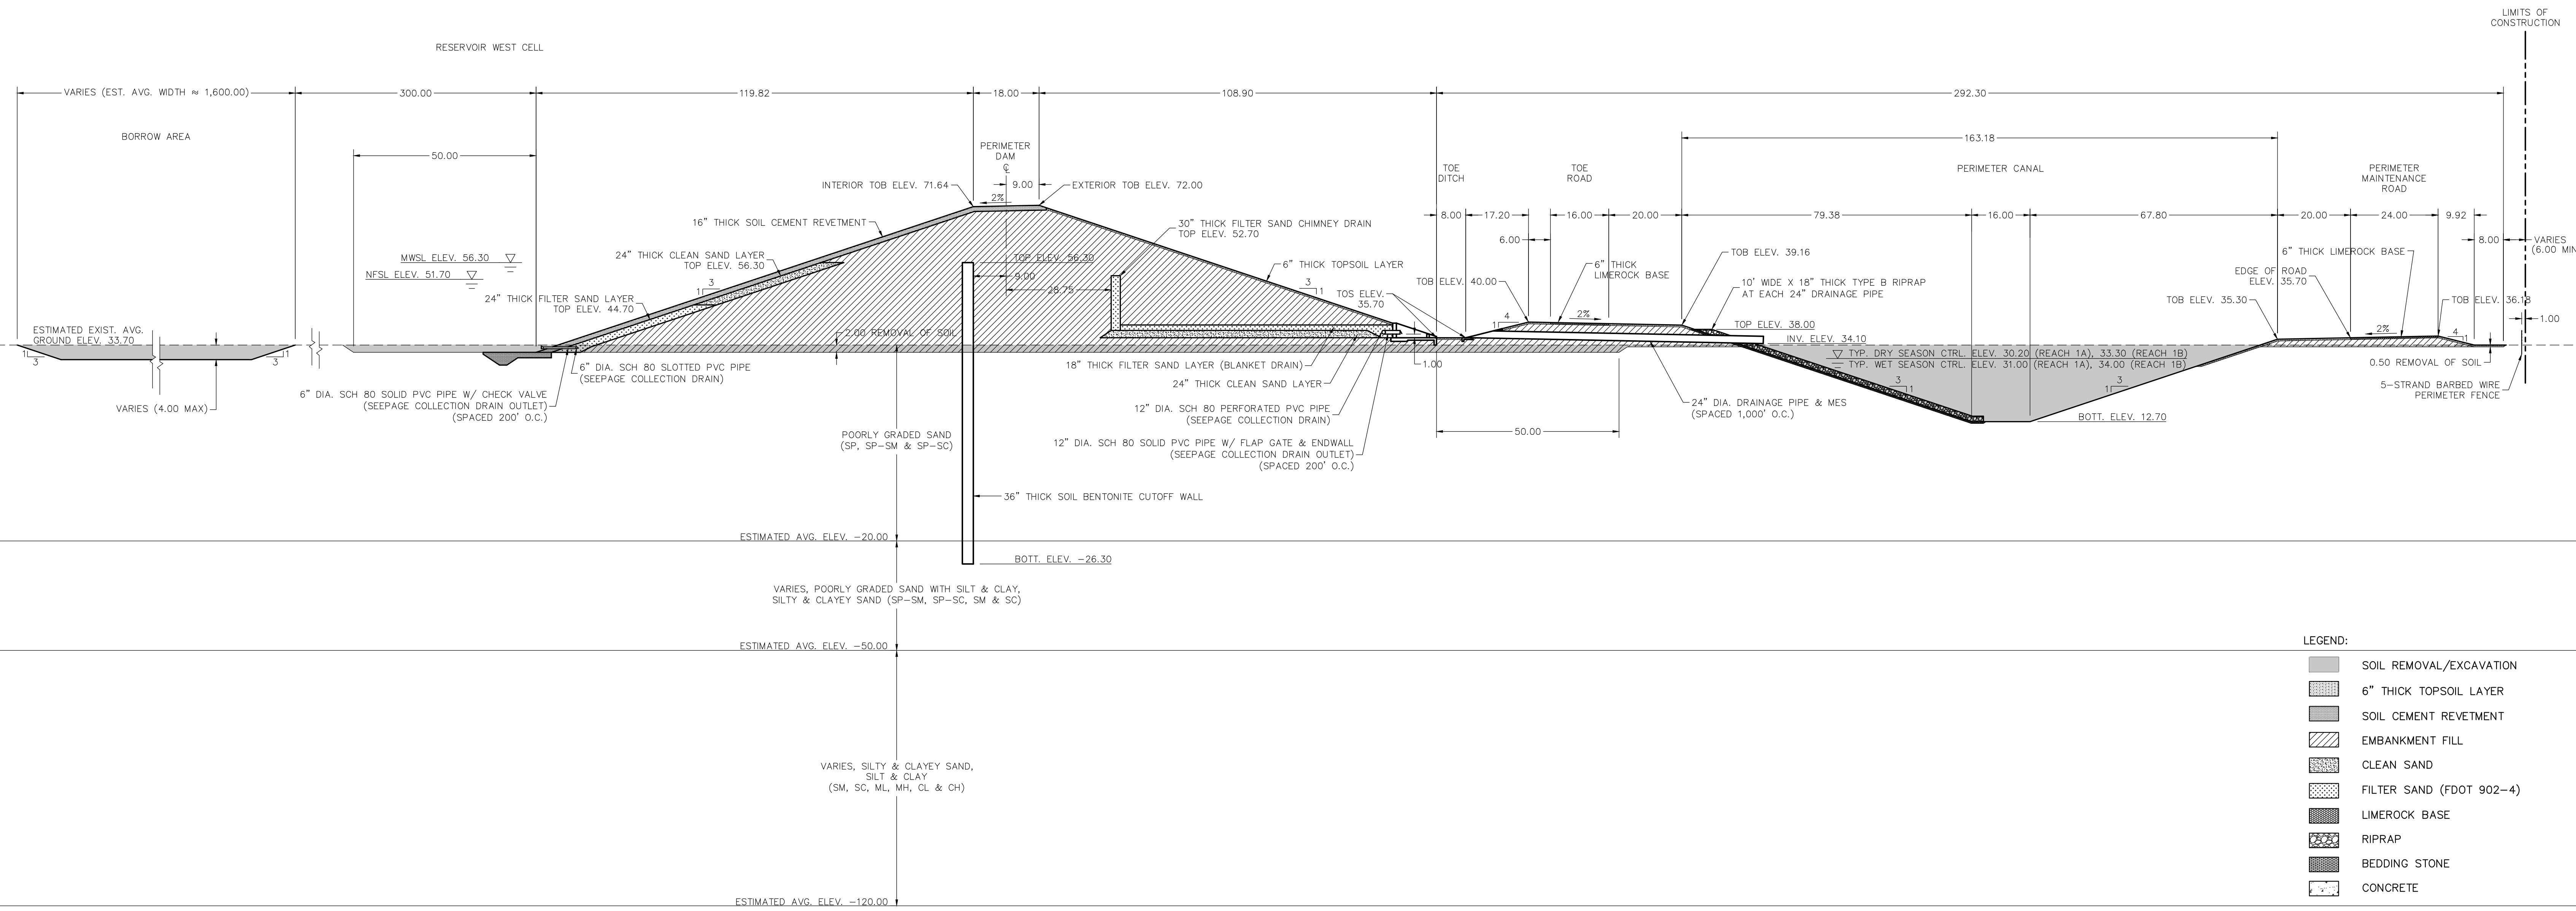 LIMITS OF
CONSTRUCTION
RESERVOIR WEST CELL
VARIES (EST. AVG. WIDTH ≈ 1,600.00)
300.00
119.82
18.00
108.90
292.30
BORROW AREA
50.00
163.18
PERIMETER
DAM
℄
9.00
INTERIOR TOB ELEV. 71.64
EXTERIOR TOB ELEV. 72.00
2%
TOE
DITCH
TOE
ROAD
PERIMETER CANAL
PERIMETER
MAINTENANCE
ROAD
16" THICK SOIL CEMENT REVETMENT
30" THICK FILTER SAND CHIMNEY DRAIN
TOP ELEV. 52.70
8.00
17.20
16.00
20.00
79.38
16.00
67.80
20.00
24.00
9.92
6.00
8.00
VARIES
(6.00 MIN
MWSL ELEV. 56.30
NFSL ELEV. 51.70
24" THICK CLEAN SAND LAYER
TOP ELEV. 56.30
TOP ELEV. 56.30
9.00
28.75
6" THICK TOPSOIL LAYER
6" THICK
LIMEROCK BASE
TOB ELEV. 39.16
6" THICK LIMEROCK BASE
EDGE OF ROAD
ELEV. 35.70
3
1
3
1
24" THICK FILTER SAND LAYER
TOP ELEV. 44.70
TOS ELEV.
35.70
TOB ELEV. 40.00
10' WIDE X 18" THICK TYPE B RIPRAP
AT EACH 24" DRAINAGE PIPE
TOB ELEV. 35.30
TOB ELEV. 36.18
4
1
2%
TOP ELEV. 38.00
2%
4
1
1.00
ESTIMATED EXIST. AVG.
GROUND ELEV. 33.70
2.00 REMOVAL OF SOIL
INV. ELEV. 34.10
1
3
1
3
TYP. DRY SEASON CTRL. ELEV. 30.20 (REACH 1A), 33.30 (REACH 1B)
TYP. WET SEASON CTRL. ELEV. 31.00 (REACH 1A), 34.00 (REACH 1B)
0.50 REMOVAL OF SOIL
6" DIA. SCH 80 SLOTTED PVC PIPE
(SEEPAGE COLLECTION DRAIN)
18" THICK FILTER SAND LAYER (BLANKET DRAIN)
1.00
24" THICK CLEAN SAND LAYER
3
1
3
1
5-STRAND BARBED WIRE
PERIMETER FENCE
VARIES (4.00 MAX)
6" DIA. SCH 80 SOLID PVC PIPE W/ CHECK VALVE
(SEEPAGE COLLECTION DRAIN OUTLET)
(SPACED 200' O.C.)
12" DIA. SCH 80 PERFORATED PVC PIPE
(SEEPAGE COLLECTION DRAIN)
24" DIA. DRAINAGE PIPE & MES
(SPACED 1,000' O.C.)
BOTT. ELEV. 12.70
POORLY GRADED SAND
(SP, SP-SM & SP-SC)
50.00
12" DIA. SCH 80 SOLID PVC PIPE W/ FLAP GATE & ENDWALL
(SEEPAGE COLLECTION DRAIN OUTLET)
(SPACED 200' O.C.)
36" THICK SOIL BENTONITE CUTOFF WALL
ESTIMATED AVG. ELEV. -20.00
BOTT. ELEV. -26.30
VARIES, POORLY GRADED SAND WITH SILT & CLAY,
SILTY & CLAYEY SAND (SP-SM, SP-SC, SM & SC)
ESTIMATED AVG. ELEV. -50.00
VARIES, SILTY & CLAYEY SAND,
SILT & CLAY
(SM, SC, ML, MH, CL & CH)
ESTIMATED AVG. ELEV. -120.00
LEGEND:
SOIL REMOVAL/EXCAVATION
6" THICK TOPSOIL LAYER
SOIL CEMENT REVETMENT
EMBANKMENT FILL
CLEAN SAND
FILTER SAND (FDOT 902-4)
LIMEROCK BASE
RIPRAP
BEDDING STONE
CONCRETE